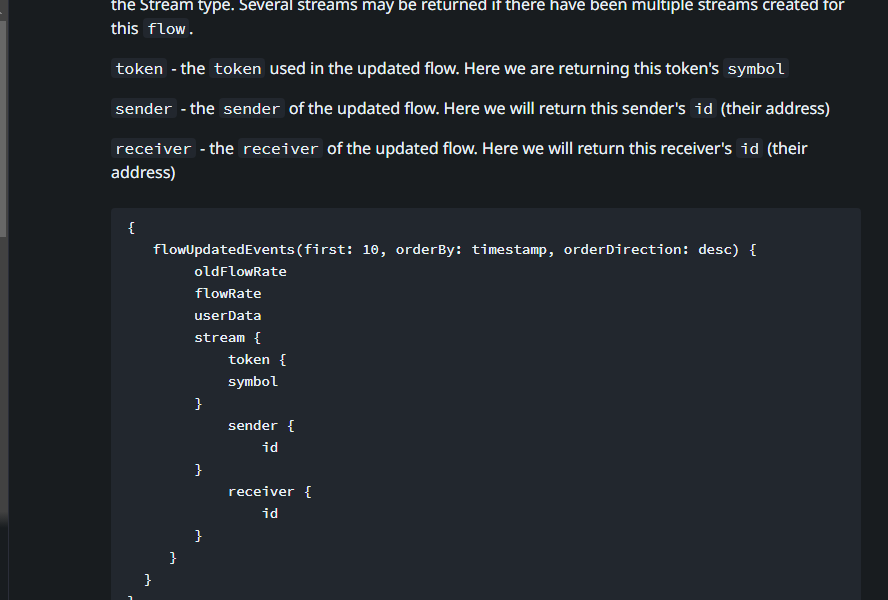 the Stream type. Several streams may be returned if there have been multiple streams created for
this flow.
token - the token used in the updated flow. Here we are returning this token's symbol
sender - the sender of the updated flow. Here we will return this sender's id (their address)
receiver - the receiver of the updated flow. Here we will return this receiver's id (their
address)
{
flowUpdatedEvents(first: 10, orderBy: timestamp, orderDirection: desc) {
oldFlowRate
flowRate
userData
stream {
token {
symbol
}
sender {
id
}
receiver {
id
}
}
}
}